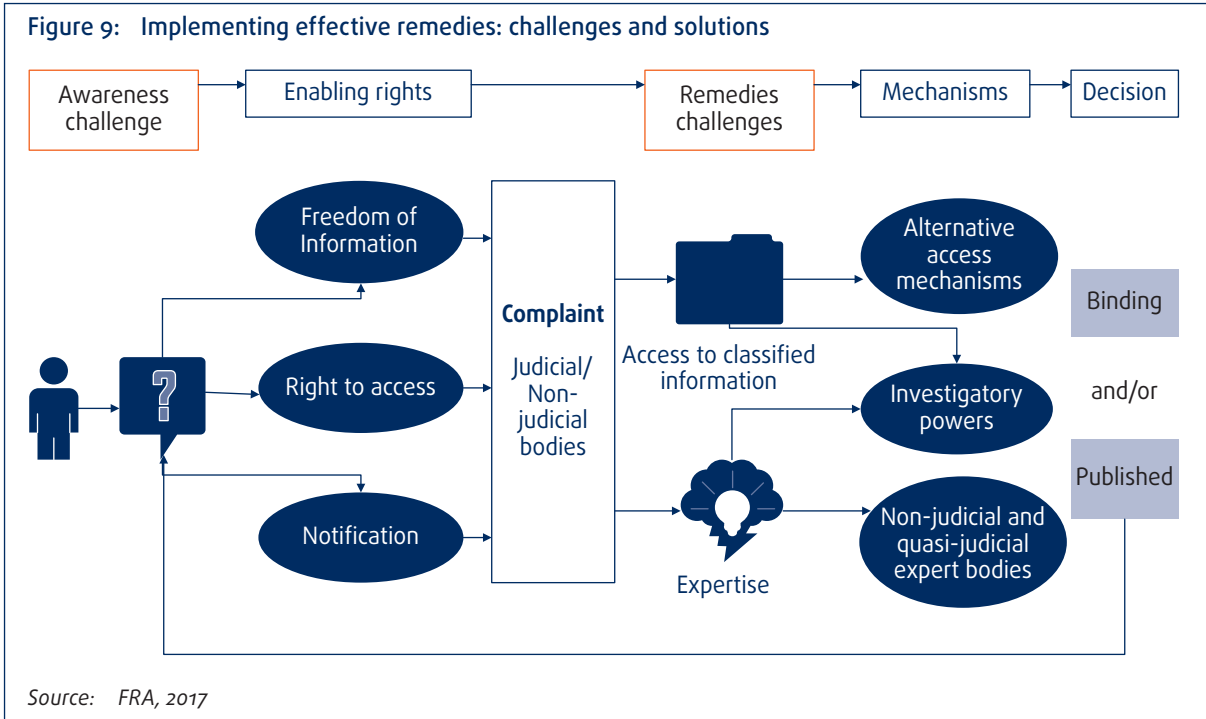 Figure 9: Implementing effective remedies: challenges and solutions
Awareness
challenge
Enabling rights
Remedies
challenges
Mechanisms
Decision
Freedom of
Information
Right to access
Notification
Complaint
Judicial/
Non-
judicial
bodies
Access to classified
information
Expertise
Alternative
access
mechanisms
Investigatory
powers
Non-judicial and
quasi-judicial
expert bodies
Binding
and/or
Published
?
Source: FRA, 2017